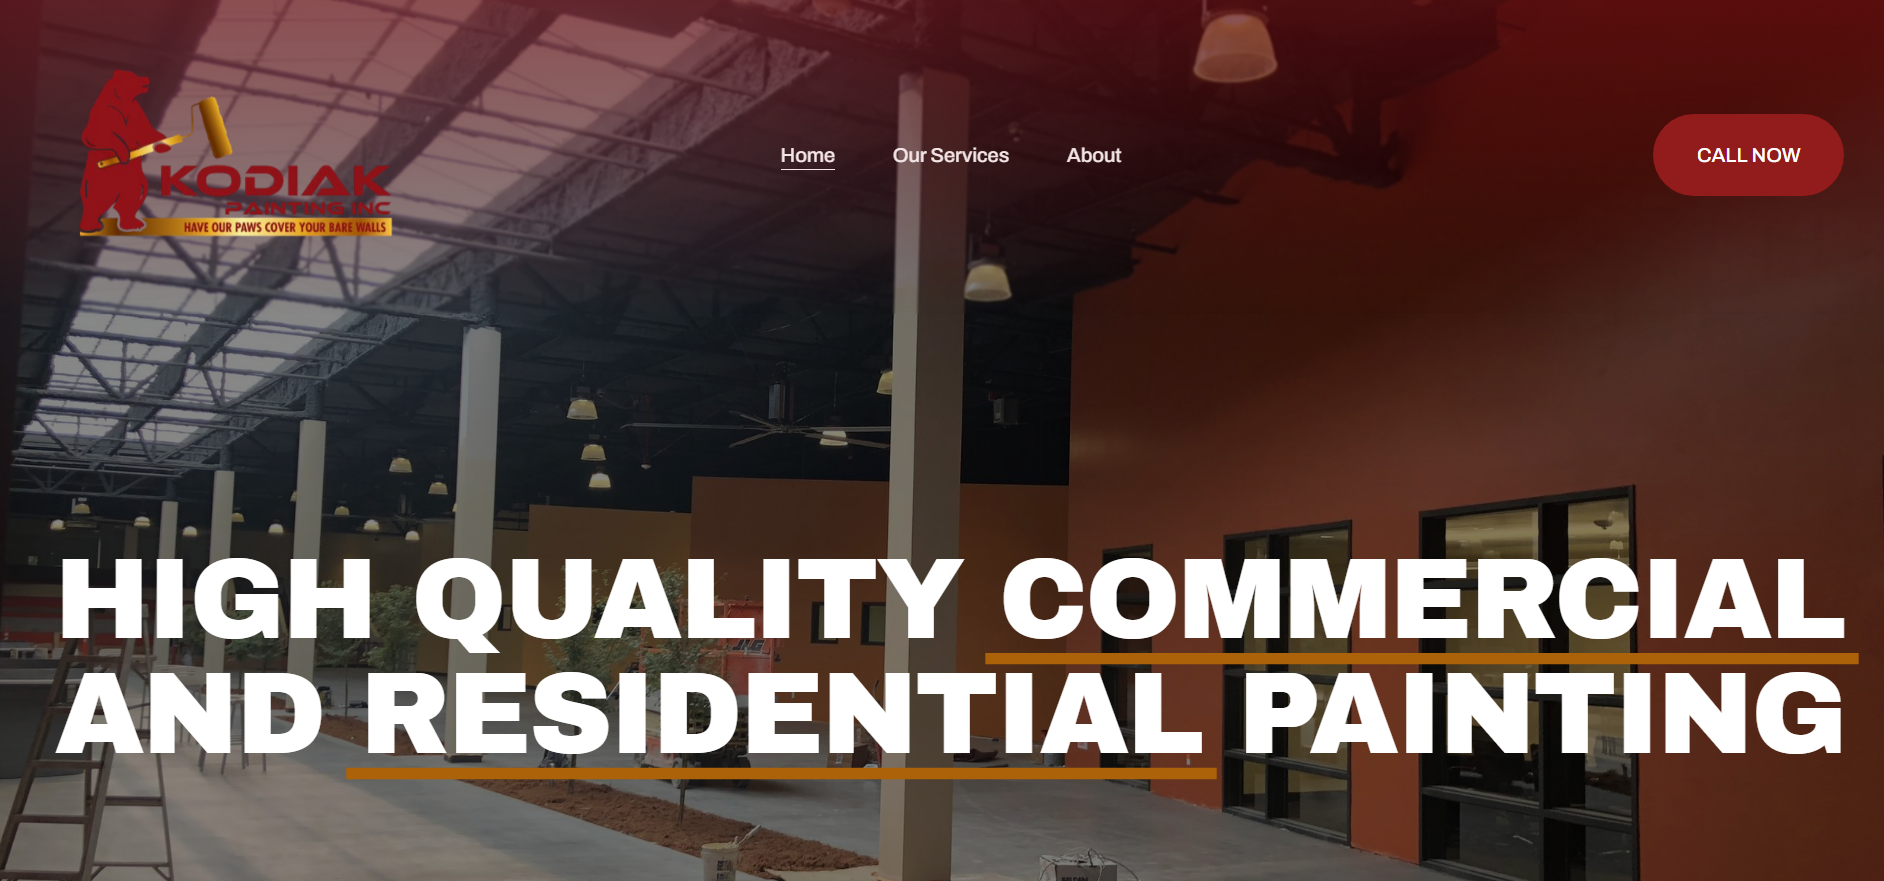 KODIAK
PAINTING INC
HAVE OUR PAWS COVER YOUR BARE WALLS
Home
Our Services
About
CALL NOW
HIGH QUALITY COMMERCIAL
AND RESIDENTIAL PAINTING